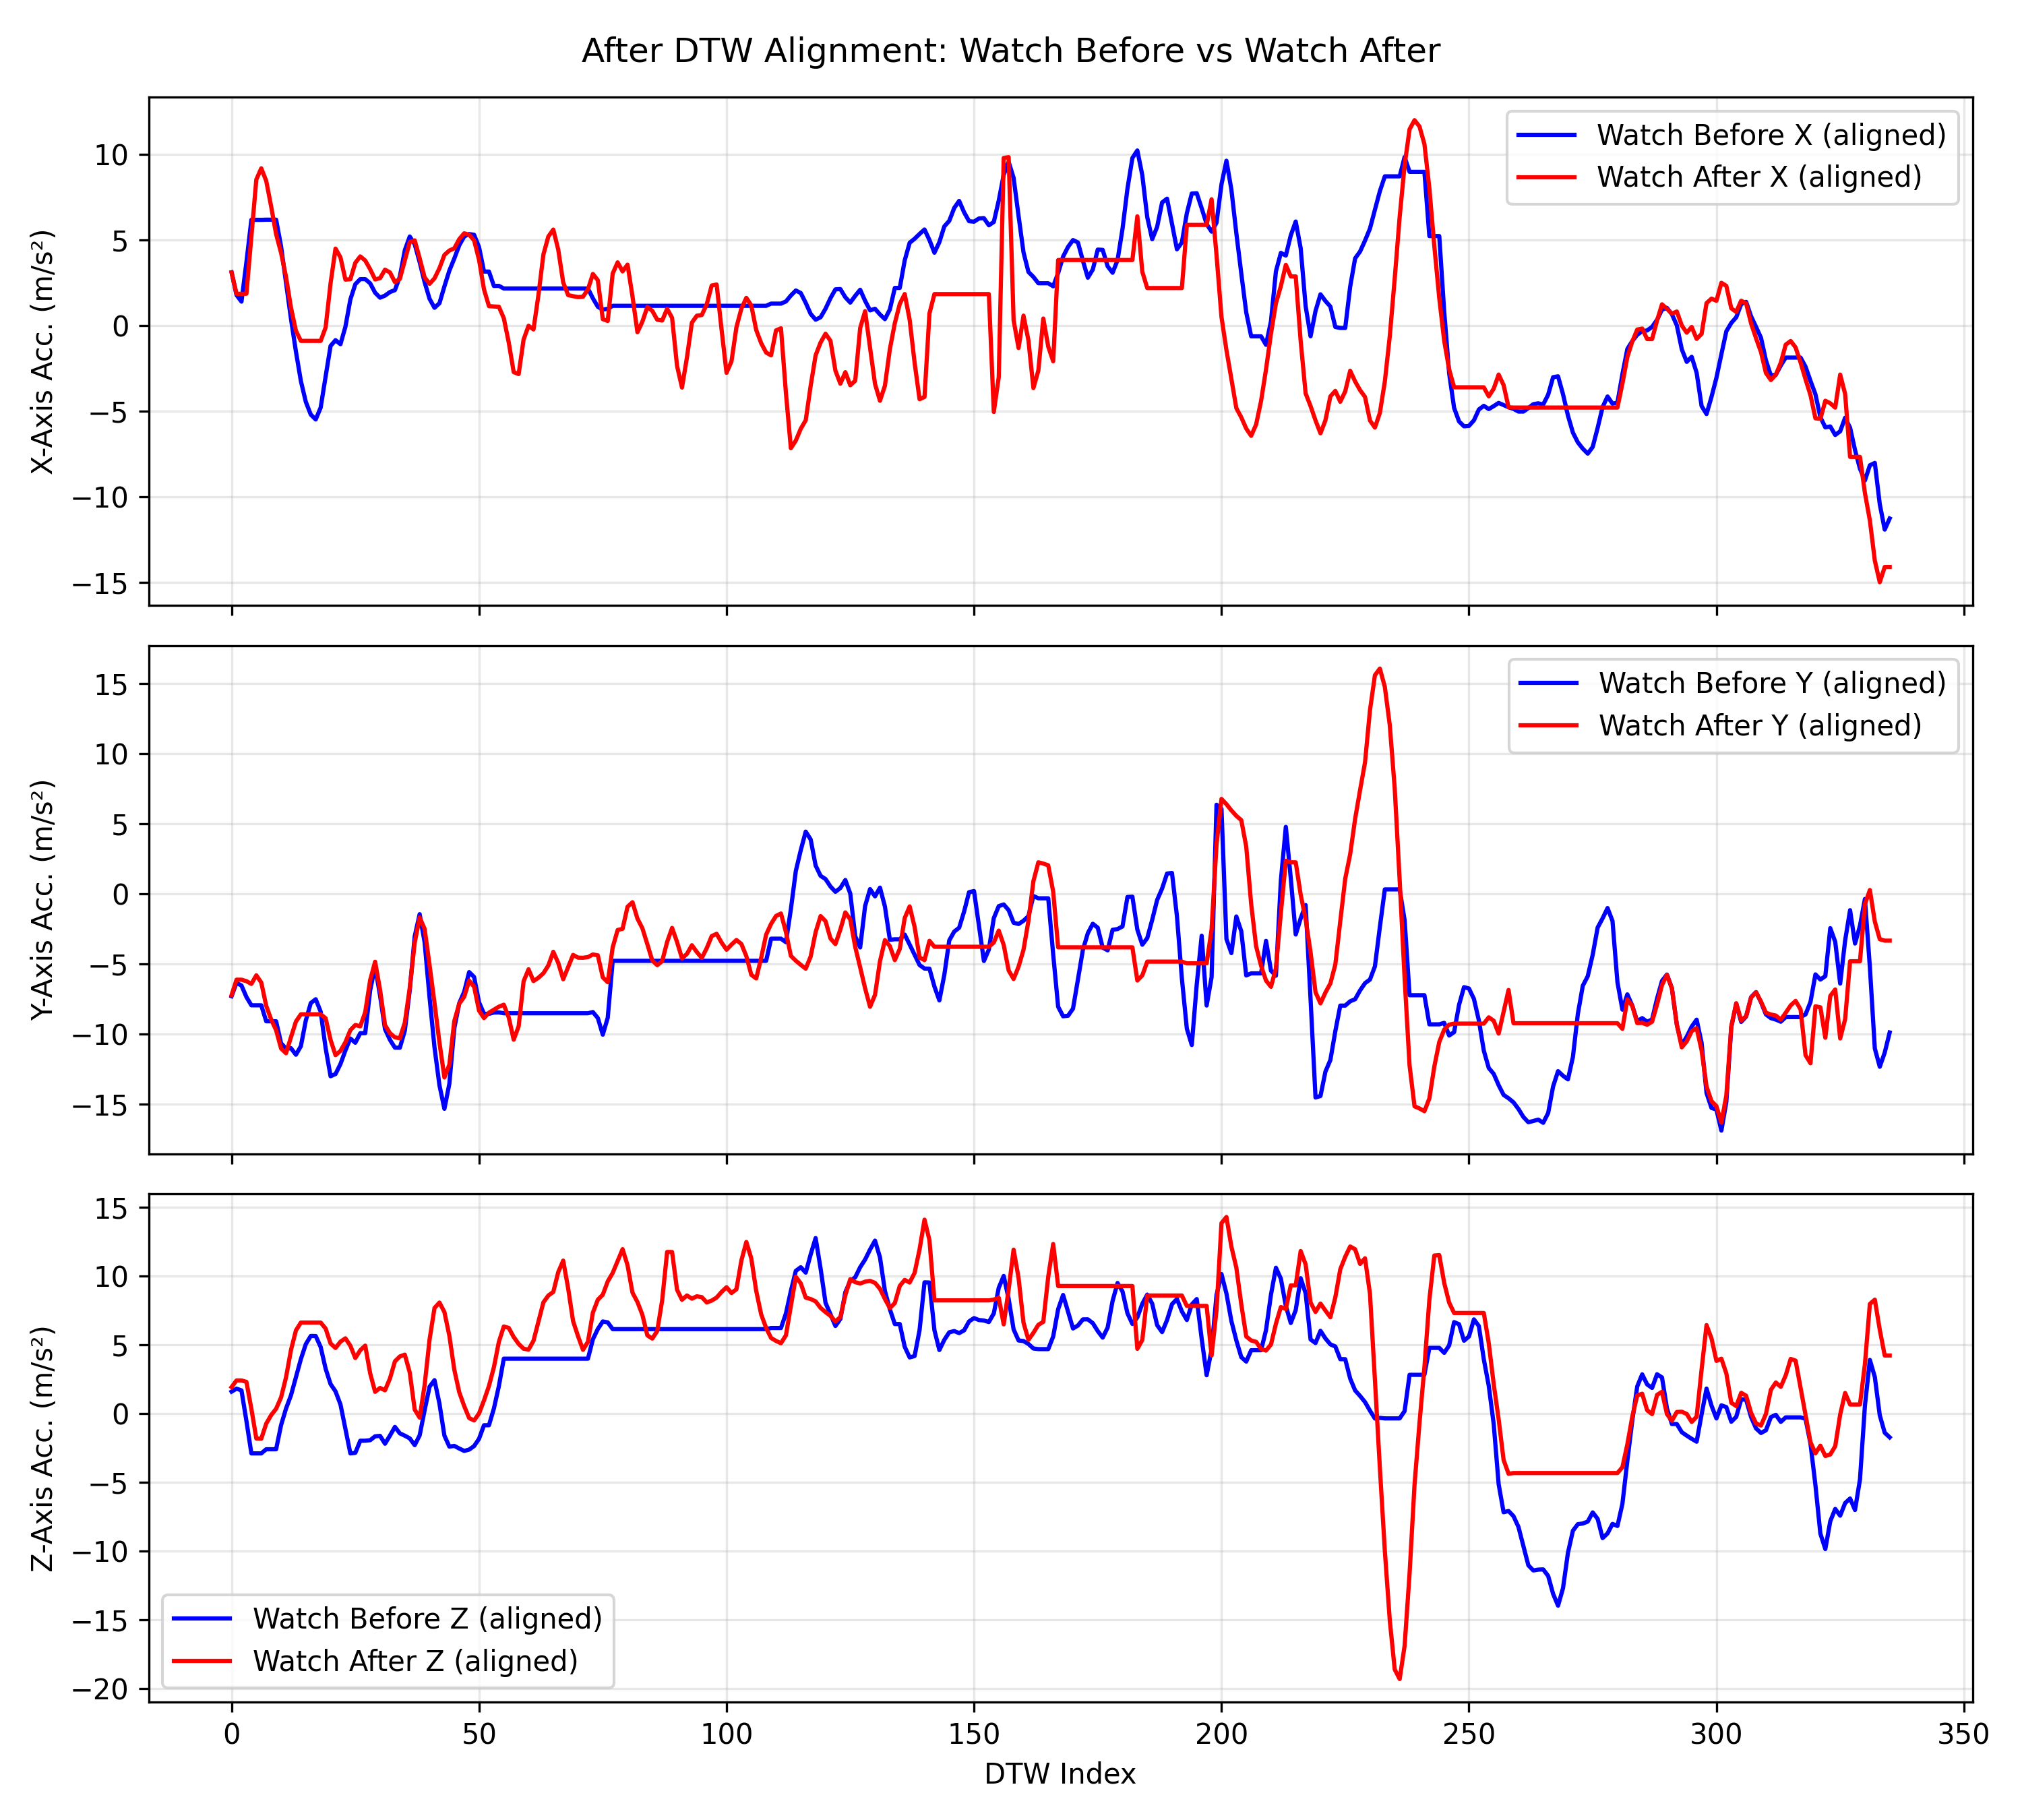 After DTW Alignment: Watch Before vs Watch After
X-Axis Acc. (m/s²)
10
5
0
−5
−10
−15
Watch Before X (aligned)
Watch After X (aligned)
Y-Axis Acc. (m/s²)
15
10
5
0
−5
−10
−15
Watch Before Y (aligned)
Watch After Y (aligned)
Z-Axis Acc. (m/s²)
15
10
5
0
−5
−10
−15
−20
Watch Before Z (aligned)
Watch After Z (aligned)
0 50 100 150 200 250 300 350
DTW Index